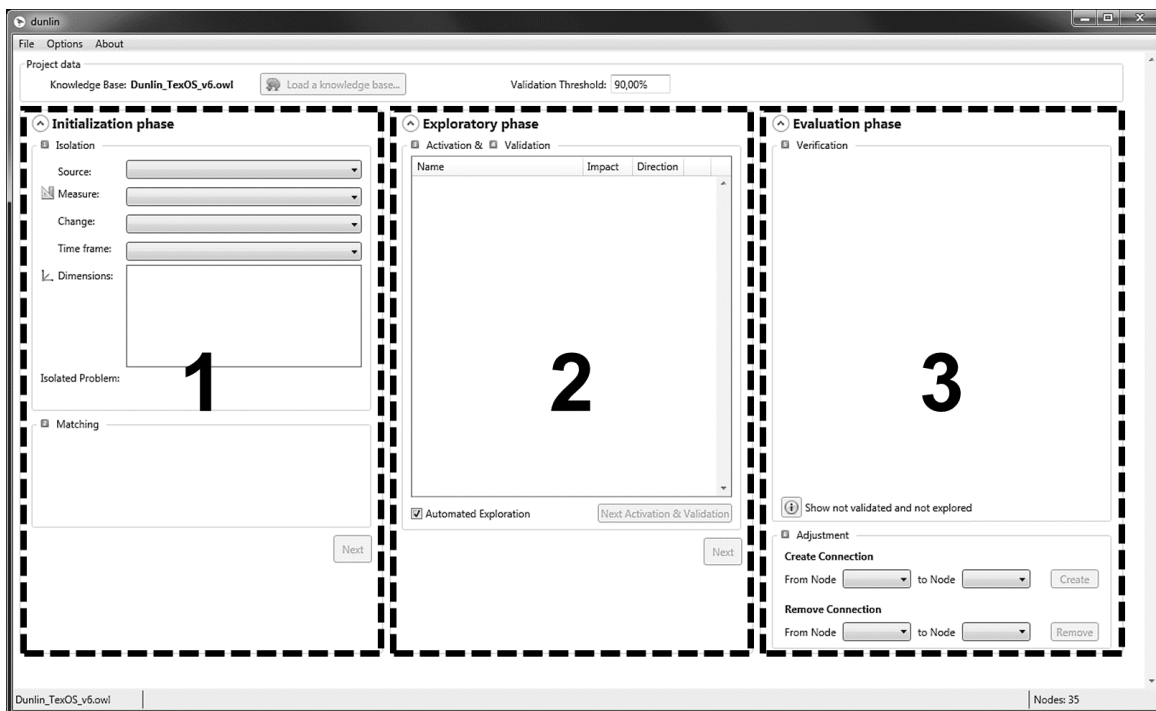 dunlin
File Options About
Project data
Knowledge Base: Dunlin_TexOS_v6.owl Load a knowledge base... Validation Threshold: 90,00%
Initialization phase
Isolation
Source:
Measure:
Change:
Time frame:
Dimensions:
1
Isolated Problem:
Matching
Next
Exploratory phase
Activation & Validation
Name Impact Direction
2
Automated Exploration Next Activation & Validation
Next
Evaluation phase
Verification
3
Show not validated and not explored
Adjustment
Create Connection
From Node to Node Create
Remove Connection
From Node to Node Remove
Dunlin_TexOS_v6.owl Nodes: 35